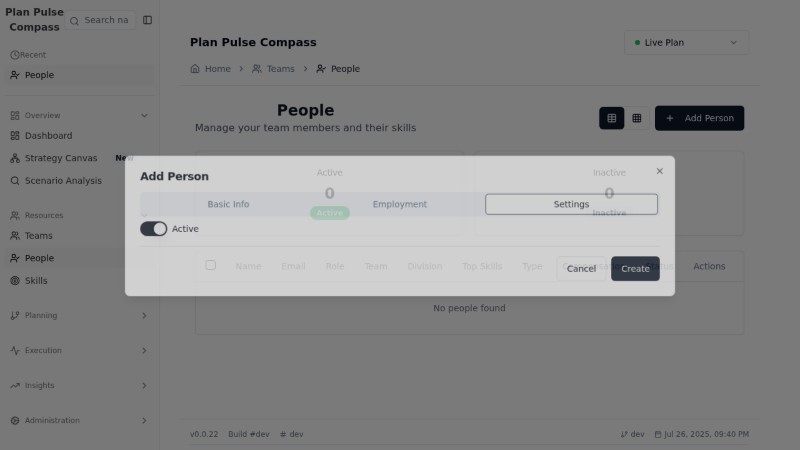 Plan Pulse
Compass
Search na
Recent
People
Overview
Dashboard
Strategy Canvas
Scenario Analysis
Resources
Teams
People
Skills
Planning
Execution
Insights
Administration
Plan Pulse Compass
Live Plan
Home > Teams > People
People
Manage your team members and their skills
Add Person
Active
0
Active
Inactive
0
Inactive
Add Person
Basic Info
Employment
Settings
Active
Cancel
Create
Name Email Role Team Division Top Skills Type Status Actions
No people found
v0.0.22 Build #dev # dev
dev Jul 26, 2025, 09:40 PM